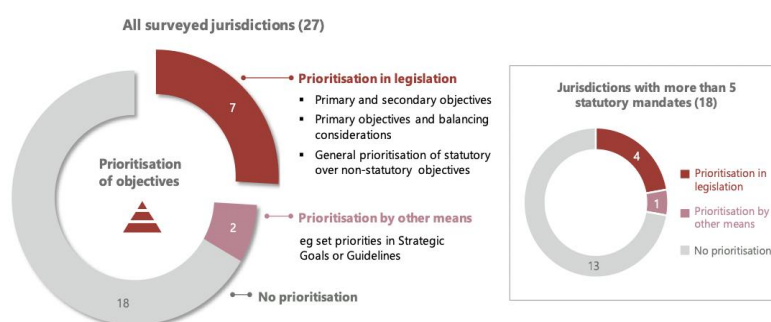 All surveyed jurisdictions (27)
7
Prioritisation in legislation
▪ Primary and secondary objectives
▪ Primary objectives and balancing
considerations
▪ General prioritisation of statutory
over non-statutory objectives
Prioritisation
of objectives
2
Prioritisation by other means
eg set priorities in Strategic
Goals or Guidelines
18
No prioritisation
Jurisdictions with more than 5
statutory mandates (18)
4
1
13
Prioritisation in
legislation
Prioritisation by
other means
No prioritisation